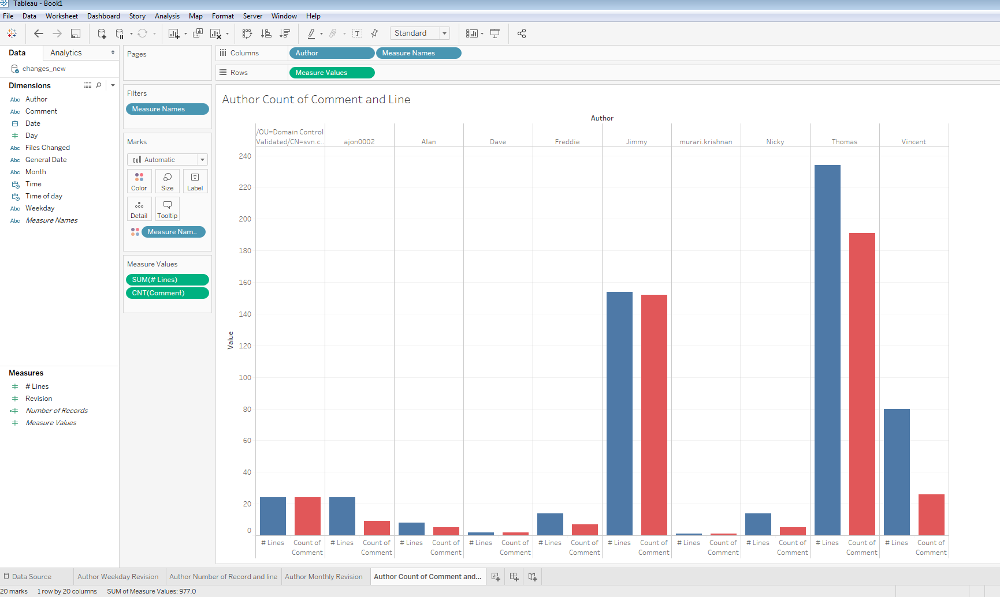 Tableau - Book1
File Data Worksheet Dashboard Story Analysis Map Format Server Window Help
Standard
Data Analytics
changes_new
Dimensions
Abc Author
Abc Comment
Date
Day
Abc Files Changed
Abc General Date
Abc Month
Time
Time of day
Abc Weekday
Abc Measure Names
Measures
# Lines
Revision
Number of Records
Measure Values
Pages
Filters
Measure Names
Marks
Automatic
Color Size Label
Detail Tooltip
Measure Nam..
Measure Values
SUM(# Lines)
CNT(Comment)
Columns Author Measure Names
Rows Measure Values
Author Count of Comment and Line
Author
/OU=Domain Control
Validated/CN=svn.c.. ajon0002 Alan Dave Freddie Jimmy murari.krishnan Nicky Thomas Vincent
240
220
200
180
160
140
120
100
80
60
40
20
0
Value
# Lines Count of # Lines Count of # Lines Count of # Lines Count of # Lines Count of # Lines Count of # Lines Count of # Lines Count of # Lines Count of # Lines Count of
Comment Comment Comment Comment Comment Comment Comment Comment Comment Comment
Data Source Author Weekday Revision Author Number of Record and line Author Monthly Revision Author Count of Comment and...
20 marks 1 row by 20 columns SUM of Measure Values: 977.0